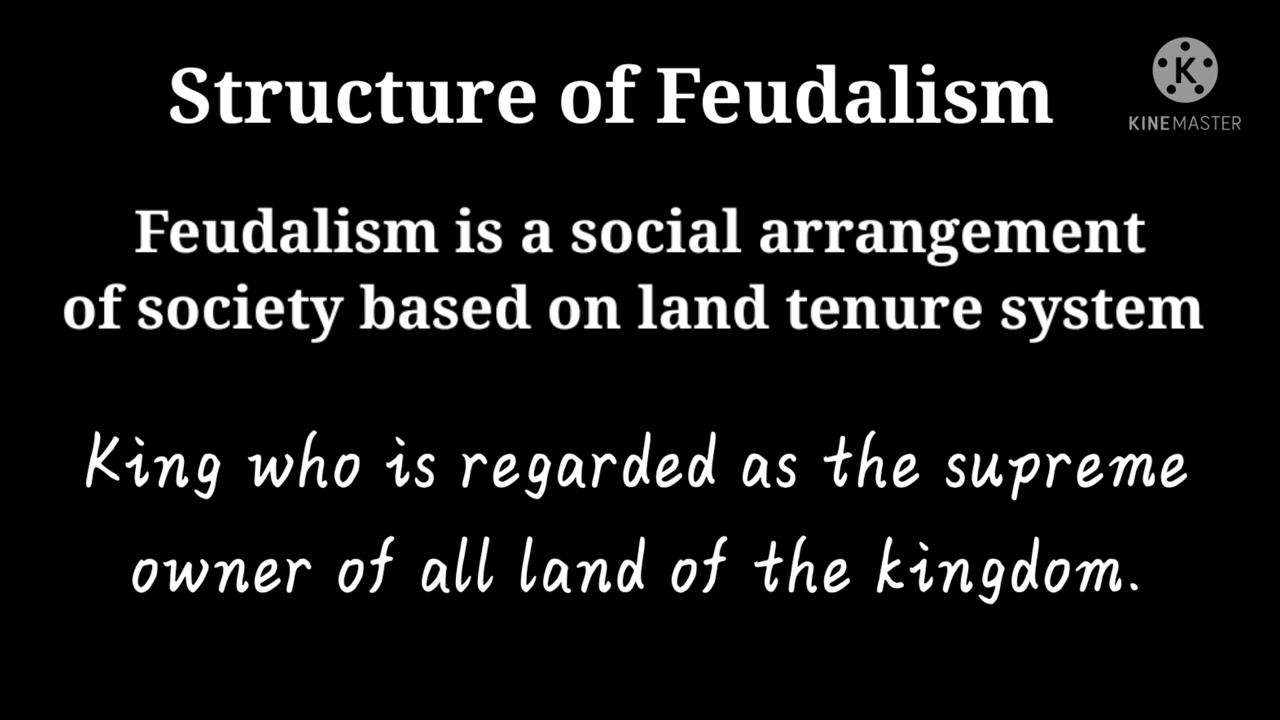 Structure of Feudalism
K
KINEMASTER
Feudalism is a social arrangement
of society based on land tenure system
King who is regarded as the supreme
owner of all land of the kingdom.